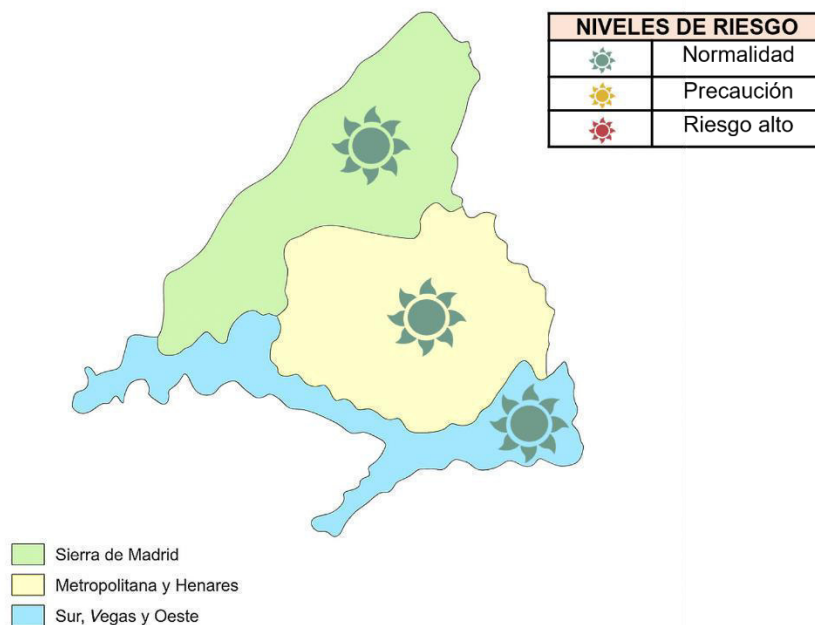 NIVELES DE RIESGO
Normalidad
Precaución
Riesgo alto
Sierra de Madrid
Metropolitana y Henares
Sur, Vegas y Oeste